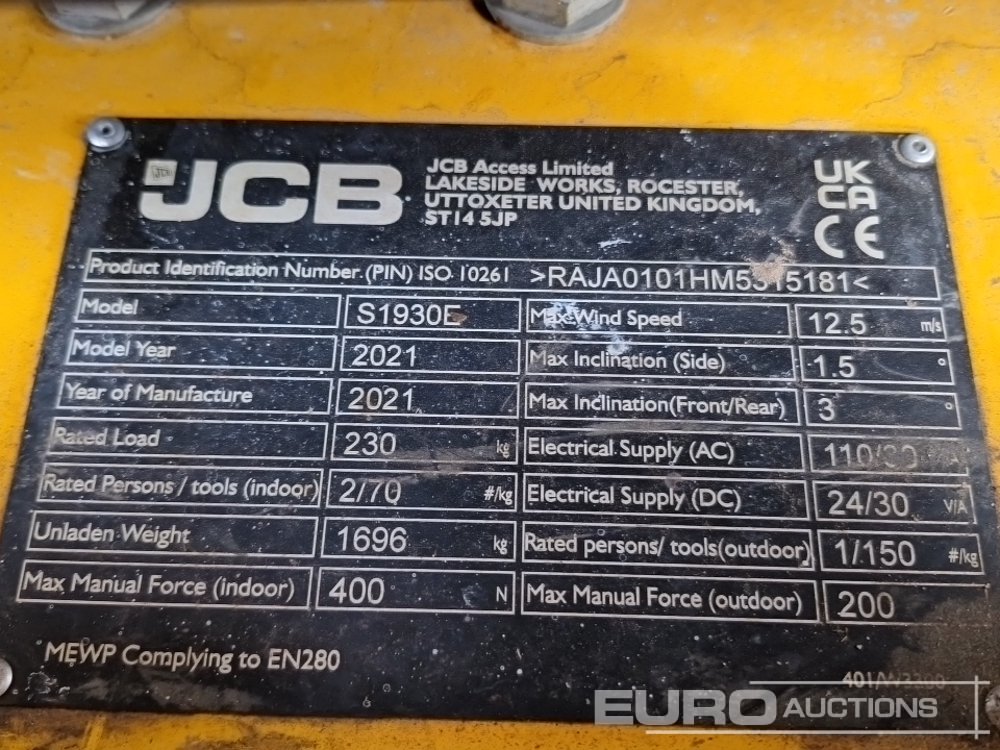 JCB
JCB Access Limited
LAKESIDE WORKS, ROCESTER,
UTTOXETER UNITED KINGDOM,
ST14 5JP
UK
CA
CE
Product Identification Number (PIN) ISO 10261 >RAJA0101HM5315181<
Model S1930E
Max Wind Speed 12.5 m/s
Model Year 2021
Max Inclination (Side) 1.5 °
Year of Manufacture 2021
Max Inclination(Front/Rear) 3 °
Rated Load 230 kg
Electrical Supply (AC)
Rated Persons / tools (indoor) 2/70 #/kg
Electrical Supply (DC) 24/30 V/A
Unladen Weight 1696 kg
Rated persons/ tools(outdoor) 1/150 #/kg
Max Manual Force (indoor) 400 N
Max Manual Force (outdoor) 200
MEWP Complying to EN280
EURO AUCTIONS